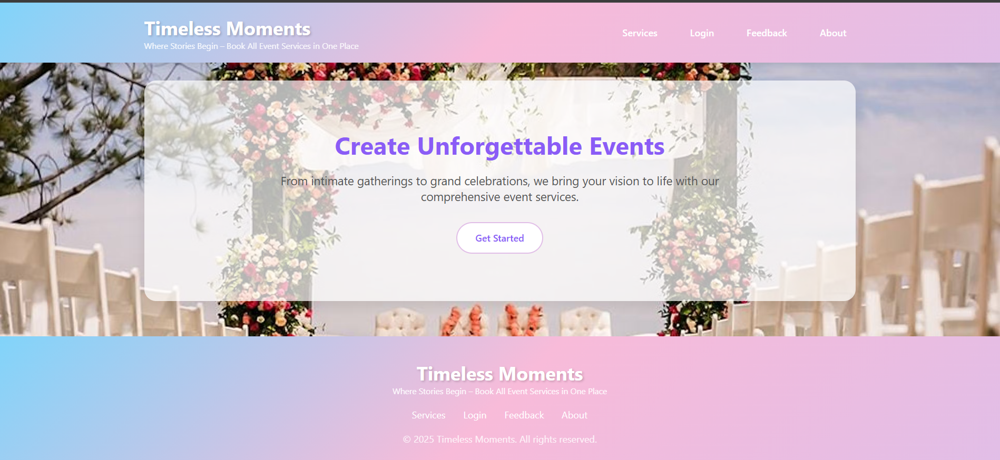 Timeless Moments
Where Stories Begin – Book All Event Services in One Place
Services Login Feedback About
Create Unforgettable Events
From intimate gatherings to grand celebrations, we bring your vision to life with our
comprehensive event services.
Get Started
Timeless Moments
Where Stories Begin – Book All Event Services in One Place
Services Login Feedback About
© 2025 Timeless Moments. All rights reserved.